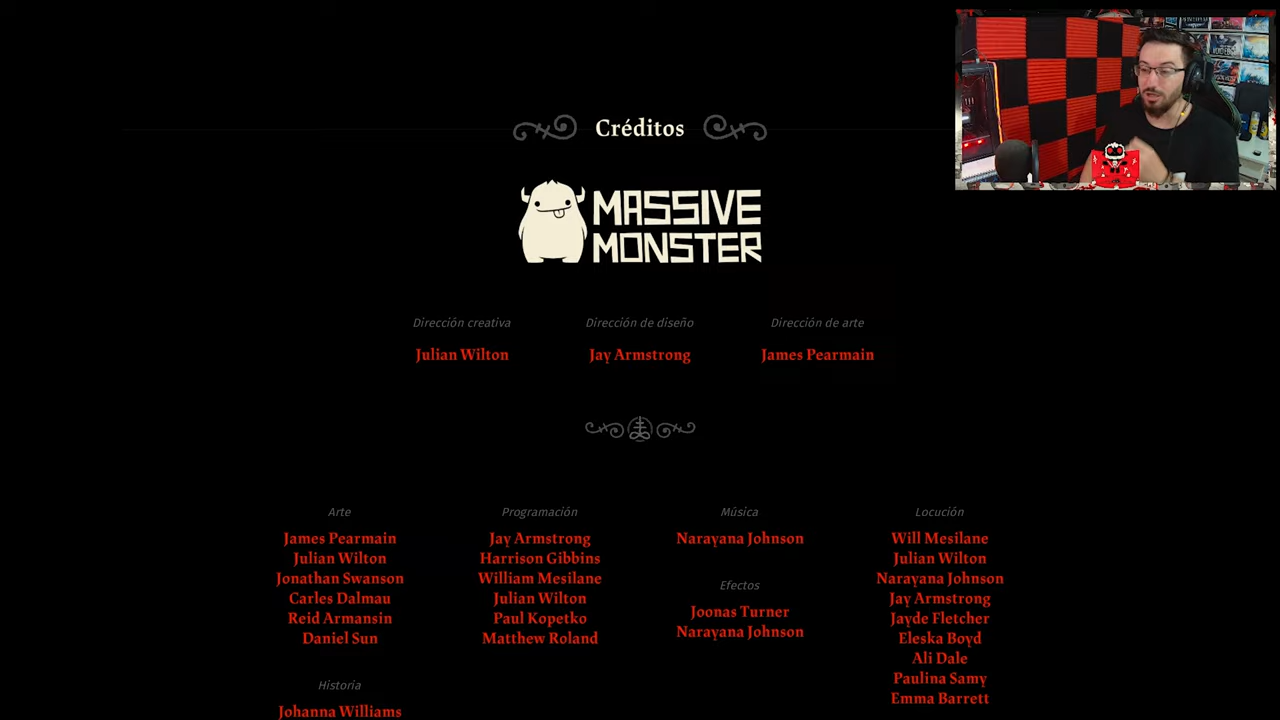 Créditos
MASSIVE
MONSTER
Dirección creativa
Julian Wilton
Dirección de diseño
Jay Armstrong
Dirección de arte
James Pearmain
Arte
James Pearmain
Julian Wilton
Jonathan Swanson
Carles Dalmau
Reid Armansin
Daniel Sun
Historia
Johanna Williams
Programación
Jay Armstrong
Harrison Gibbins
William Mesilane
Julian Wilton
Paul Kopetko
Matthew Roland
Música
Narayana Johnson
Efectos
Joonas Turner
Narayana Johnson
Locución
Will Mesilane
Julian Wilton
Narayana Johnson
Jay Armstrong
Jayde Fletcher
Eleska Boyd
Ali Dale
Paulina Samy
Emma Barrett